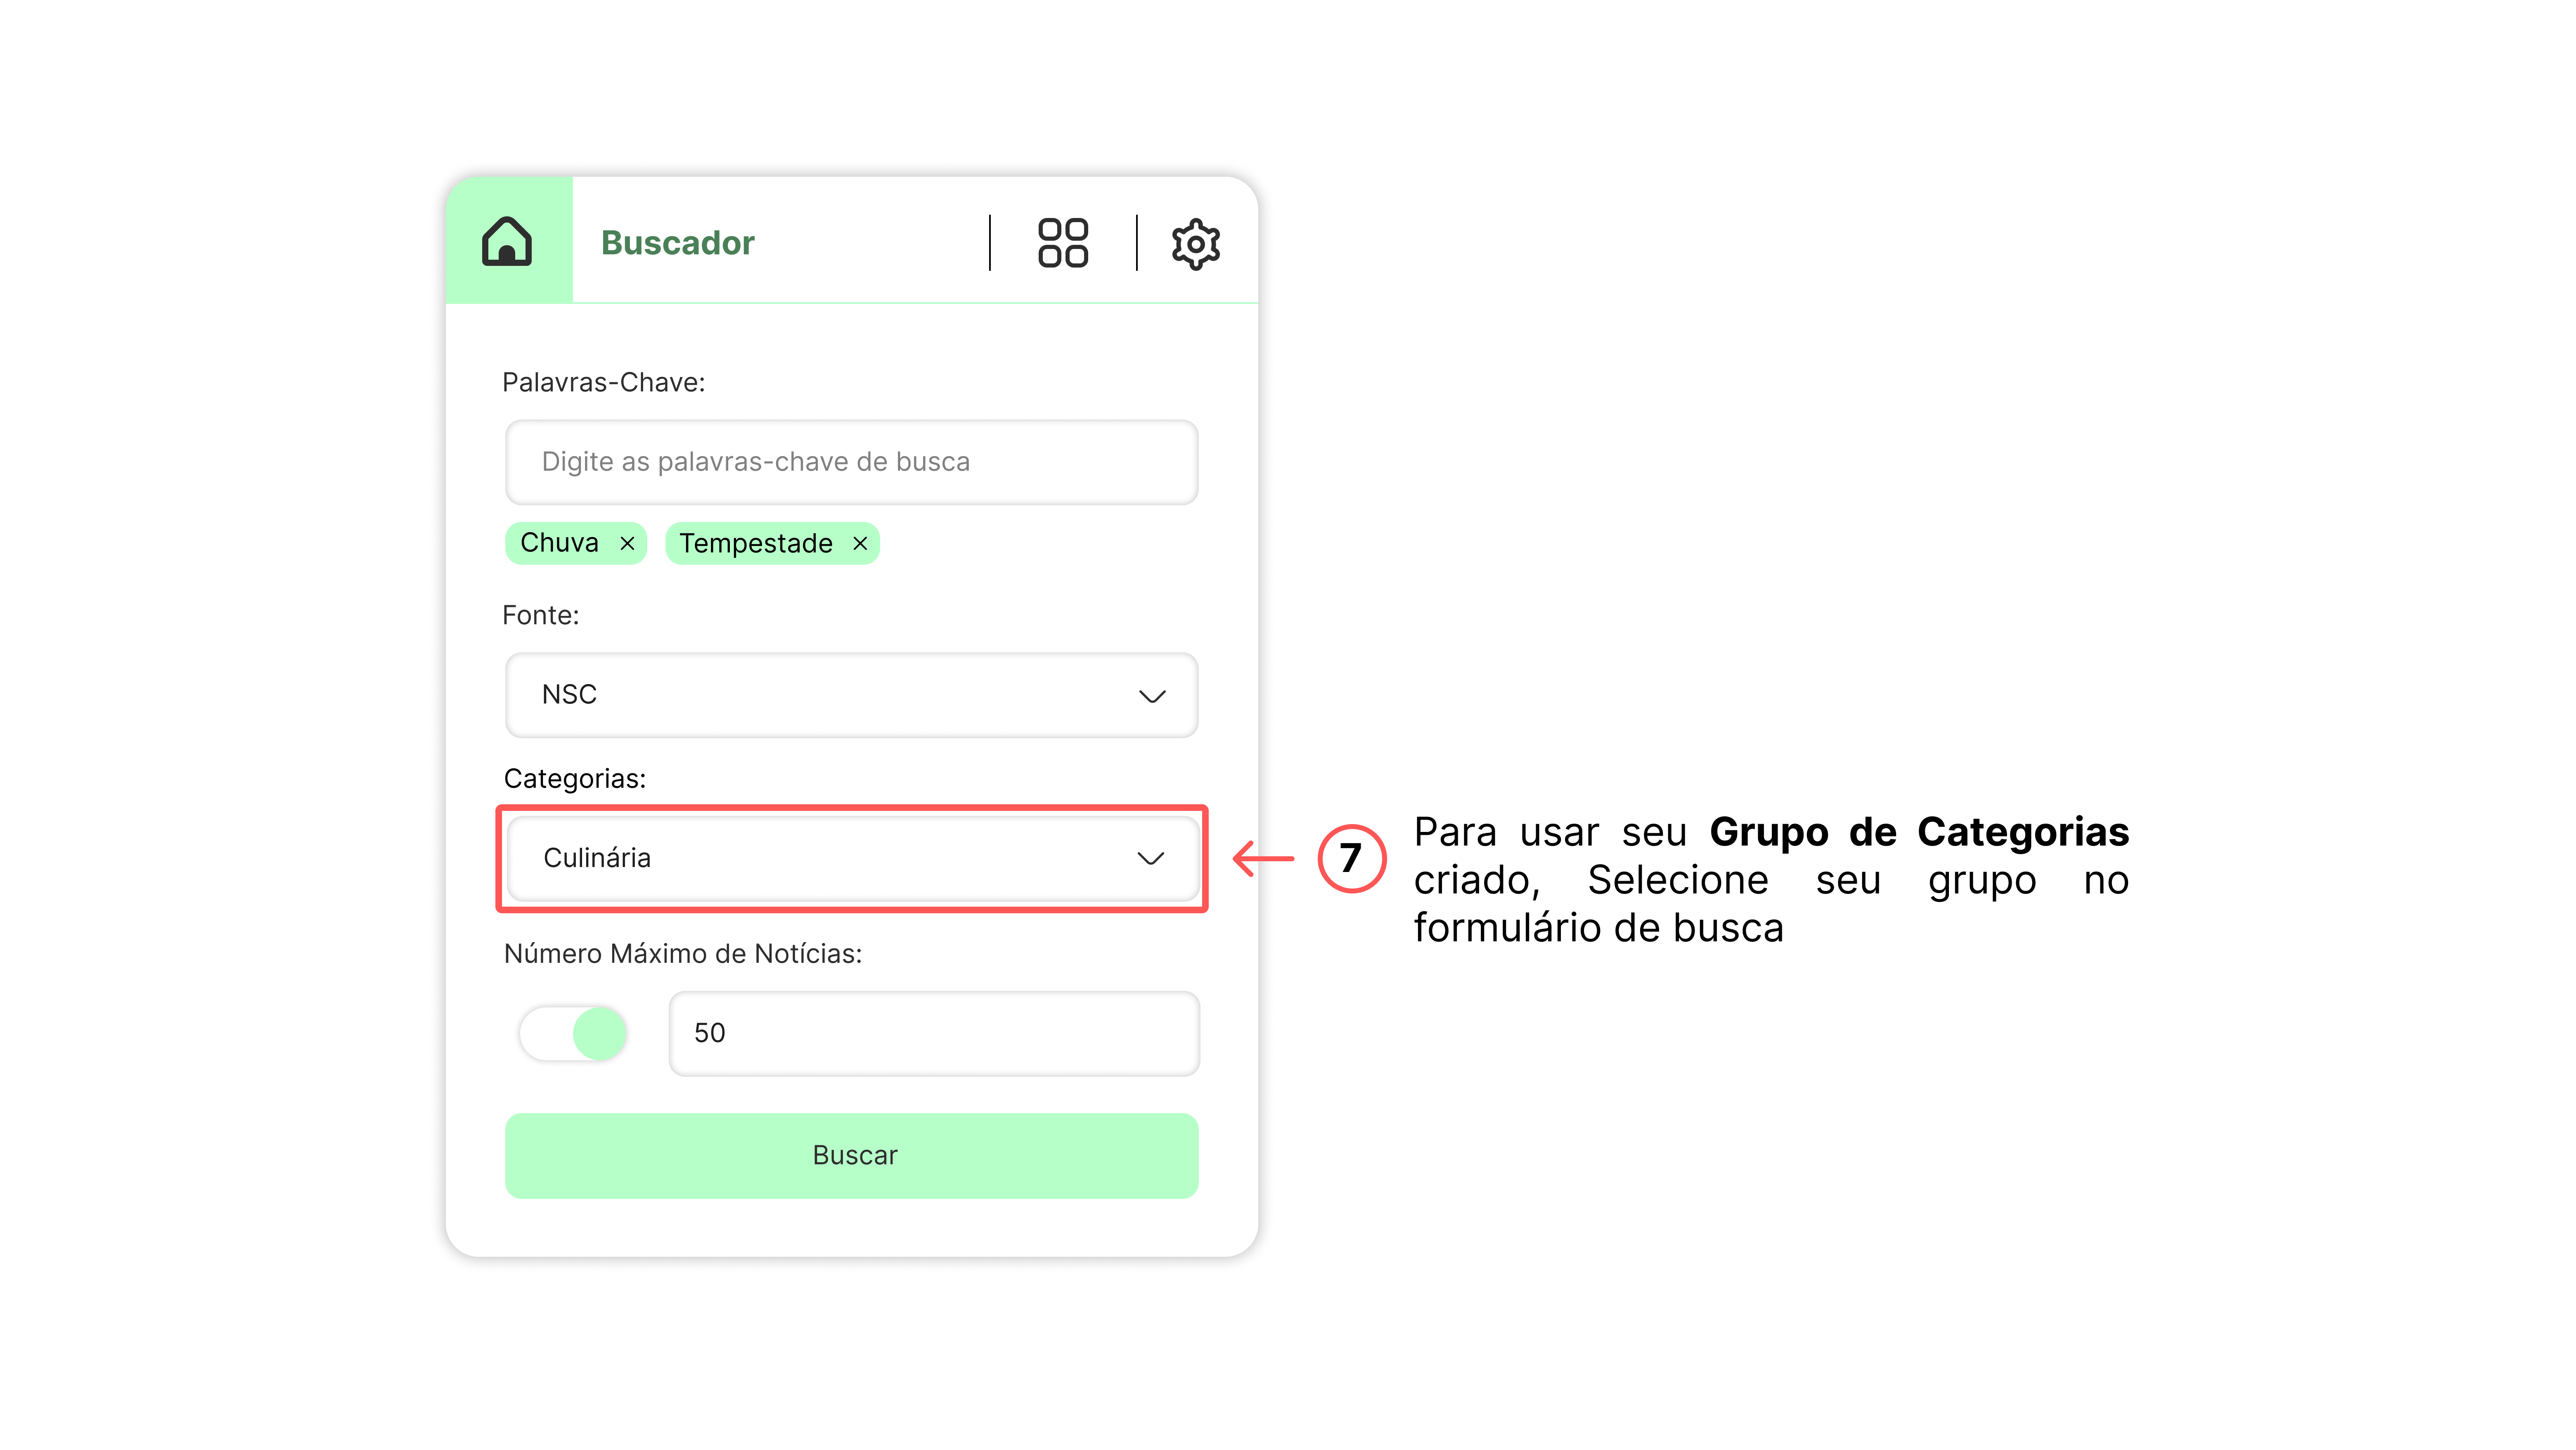 Buscador
Palavras-Chave:
Digite as palavras-chave de busca
Chuva
Tempestade
Fonte:
NSC
Categorias:
Culinária
7
Para usar seu Grupo de Categorias
criado, Selecione seu grupo no
formulário de busca
Número Máximo de Notícias:
50
Buscar